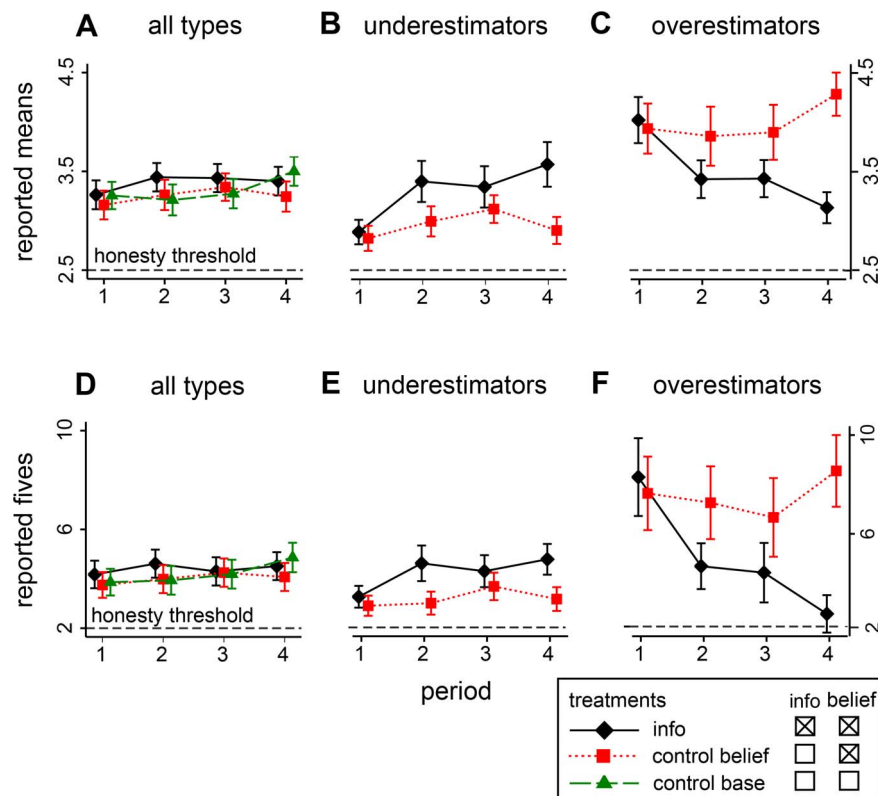 A all types
B underestimators
C overestimators
reported means
4.5
3.5
2.5
honesty threshold
1 2 3 4
1 2 3 4
1 2 3 4
4.5
3.5
2.5
D all types
E underestimators
F overestimators
reported fives
10
6
2
honesty threshold
1 2 3 4
1 2 3 4
1 2 3 4
10
6
2
period
treatments info belief
info
control belief
control base